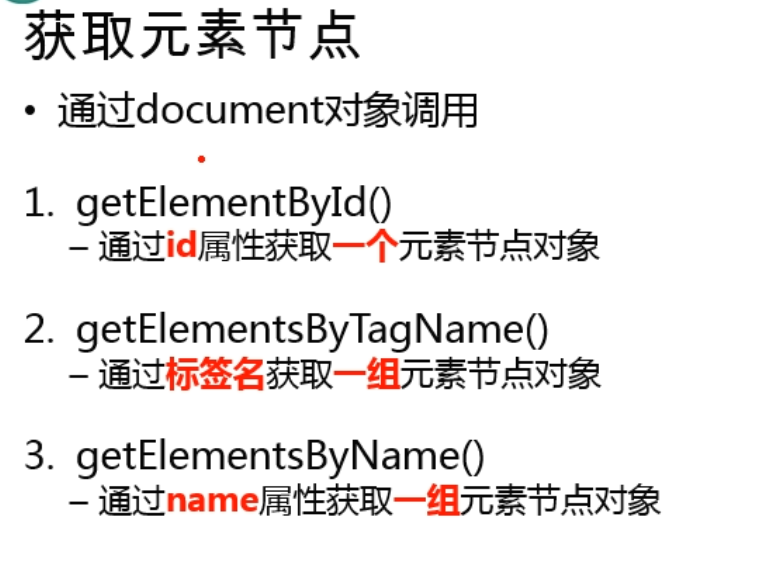 获取元素节点
• 通过document对象调用
1. getElementById()
– 通过id属性获取一个元素节点对象
2. getElementsByTagName()
– 通过标签名获取一组元素节点对象
3. getElementsByName()
– 通过name属性获取一组元素节点对象